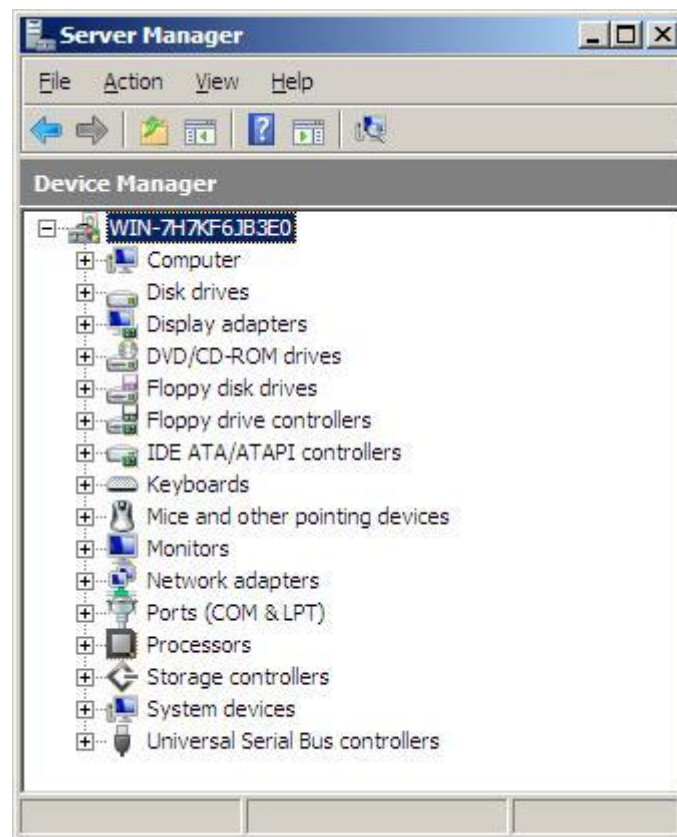 Server Manager
File Action View Help
Device Manager
WIN-7H7KF6JB3E0
Computer
Disk drives
Display adapters
DVD/CD-ROM drives
Floppy disk drives
Floppy drive controllers
IDE ATA/ATAPI controllers
Keyboards
Mice and other pointing devices
Monitors
Network adapters
Ports (COM & LPT)
Processors
Storage controllers
System devices
Universal Serial Bus controllers